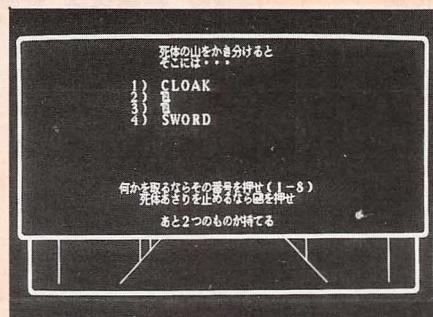 死体の山をかき分けると
そこには・・・
1) CLOAK
2)
3)
4) SWORD
何かを取るならその番号を押せ(1-8)
死体あさりを止めるなら を押せ
あと2つのものが持てる